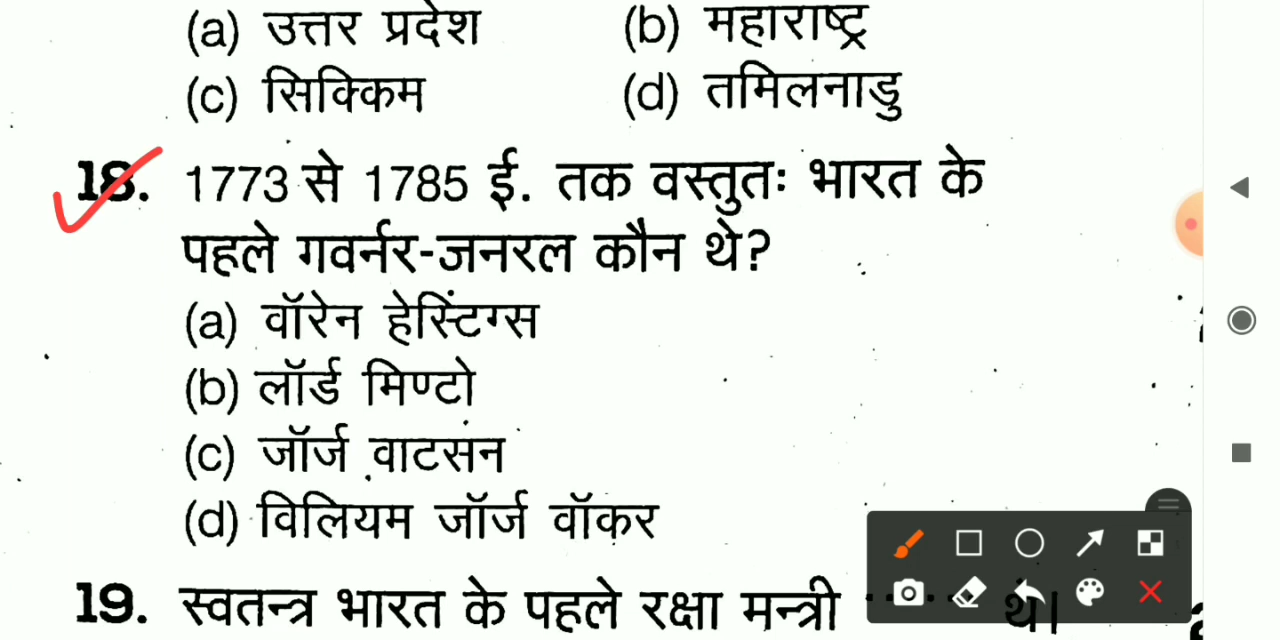 (a) उत्तर प्रदेश (b) महाराष्ट्र
(c) सिक्किम (d) तमिलनाडु
18. 1773 से 1785 ई. तक वस्तुतः भारत के
पहले गवर्नर-जनरल कौन थे?
(a) वॉरेन हेस्टिंग्स
(b) लॉर्ड मिण्टो
(c) जॉर्ज वाटसन
(d) विलियम जॉर्ज वॉकर
19. स्वतन्त्र भारत के पहले रक्षा मन्त्री थे।